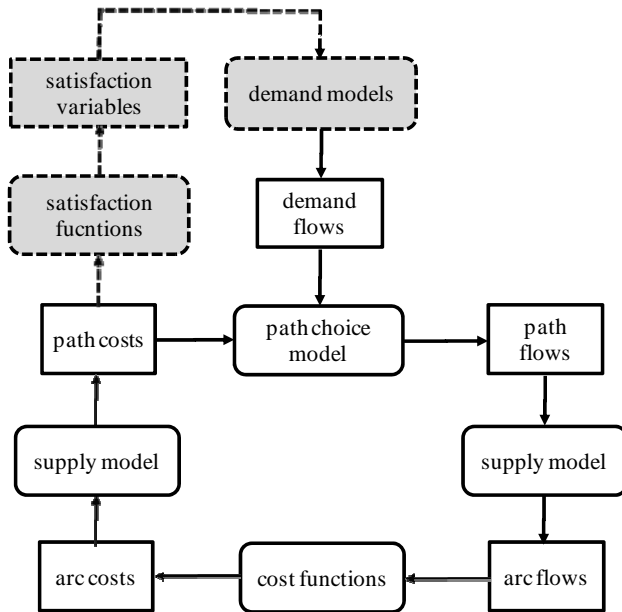 satisfaction
variables
demand models
satisfaction
fucntions
demand
flows
path costs
path choice
model
path
flows
supply model
supply model
arc costs
cost functions
arc flows